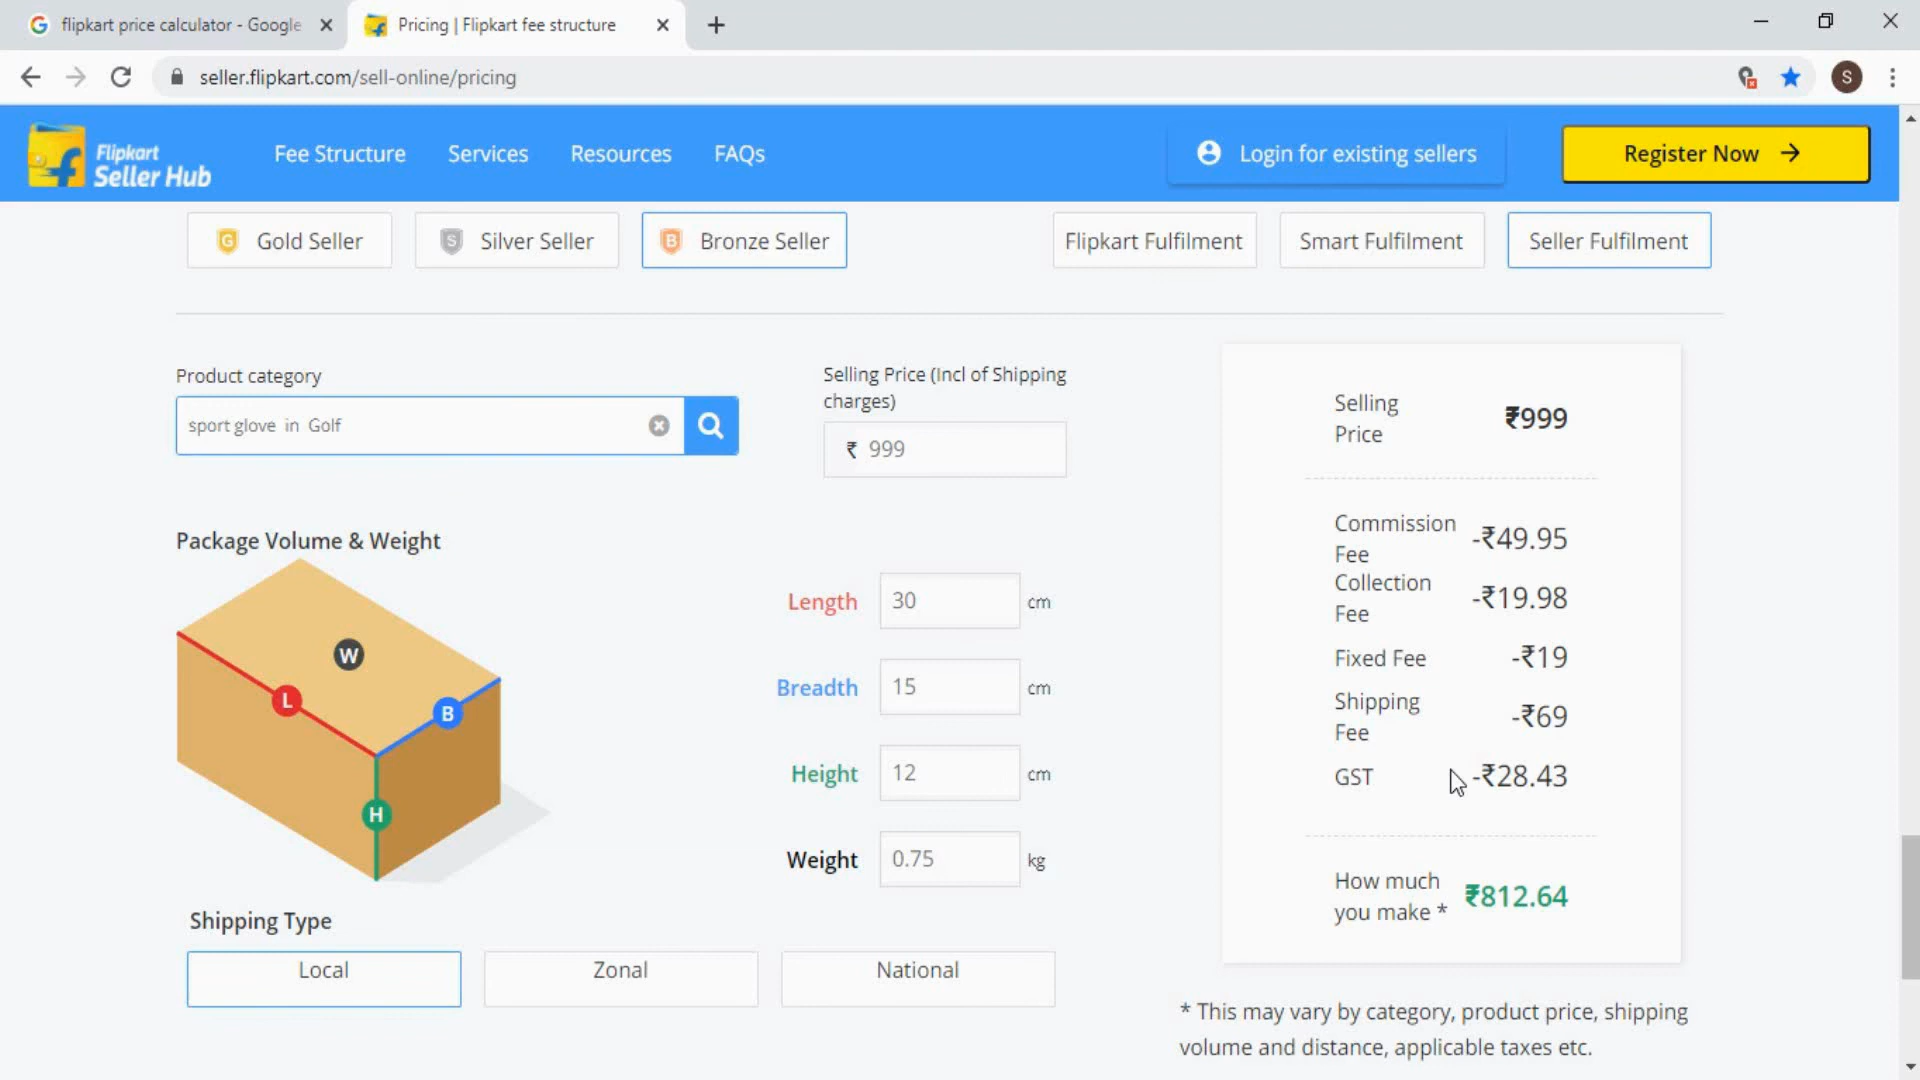 flipkart price calculator - Google
Pricing | Flipkart fee structure
seller.flipkart.com/sell-online/pricing
S
Flipkart
Seller Hub
Fee Structure
Services
Resources
FAQs
Login for existing sellers
Register Now
G
Gold Seller
S
Silver Seller
B
Bronze Seller
Flipkart Fulfilment
Smart Fulfilment
Seller Fulfilment
Product category
sport glove in Golf
Selling Price (Incl of Shipping
charges)
₹ 999
Package Volume & Weight
W
L
B
H
Length 30 cm
Breadth 15 cm
Height 12 cm
Weight 0.75 kg
Shipping Type
Local
Zonal
National
Selling
Price
₹999
Commission
Fee
-₹49.95
Collection
Fee
-₹19.98
Fixed Fee -₹19
Shipping
Fee
-₹69
GST -₹28.43
How much
you make *
₹812.64
* This may vary by category, product price, shipping
volume and distance, applicable taxes etc.